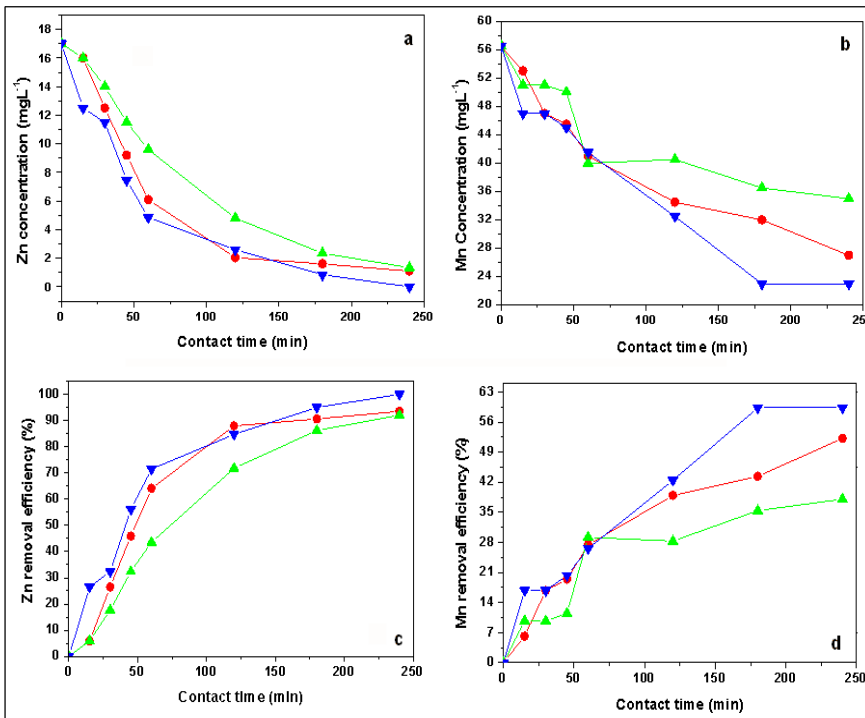 a
Zn concentration (mgL-1)
18
16
14
12
10
8
6
4
2
0
0 50 100 150 200 250
Contact time (min)
b
Mn Concentration (mgL-1)
60
56
52
48
44
40
36
32
28
24
20
0 50 100 150 200 250
Contact time (min)
c
Zn removal efficiency (%)
100
90
80
70
60
50
40
30
20
10
0
0 50 100 150 200 250
Contact time (min)
d
Mn removal efficiency (%)
63
56
49
42
35
28
21
14
7
0
0 50 100 150 200 250
Contact time (min)